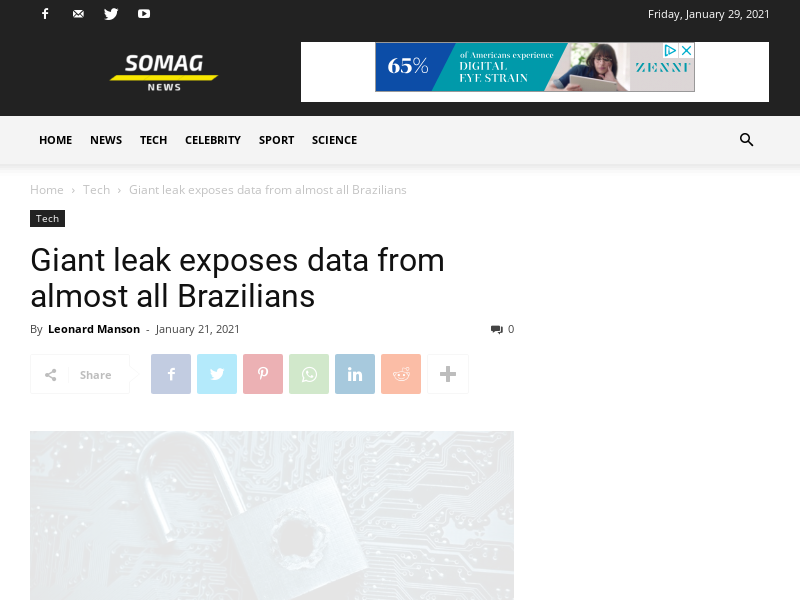 Friday, January 29, 2021
SOMAG
NEWS
65%
of Americans experience
DIGITAL
EYE STRAIN
ZENNI
HOME NEWS TECH CELEBRITY SPORT SCIENCE
Home › Tech › Giant leak exposes data from almost all Brazilians
Tech
Giant leak exposes data from
almost all Brazilians
By Leonard Manson - January 21, 2021 0
Share